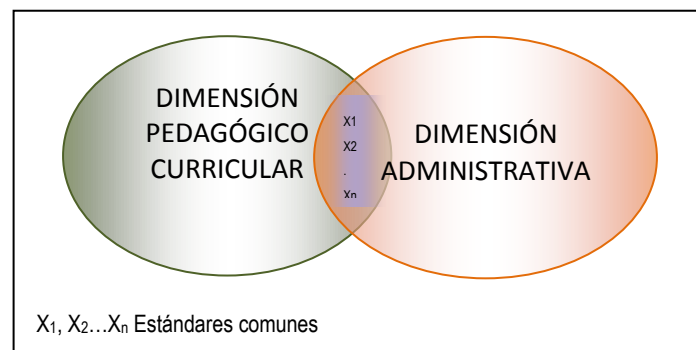 DIMENSIÓN
PEDAGÓGICO
CURRICULAR
X1
X2
.
Xn
DIMENSIÓN
ADMINISTRATIVA
X₁, X₂…Xₙ Estándares comunes